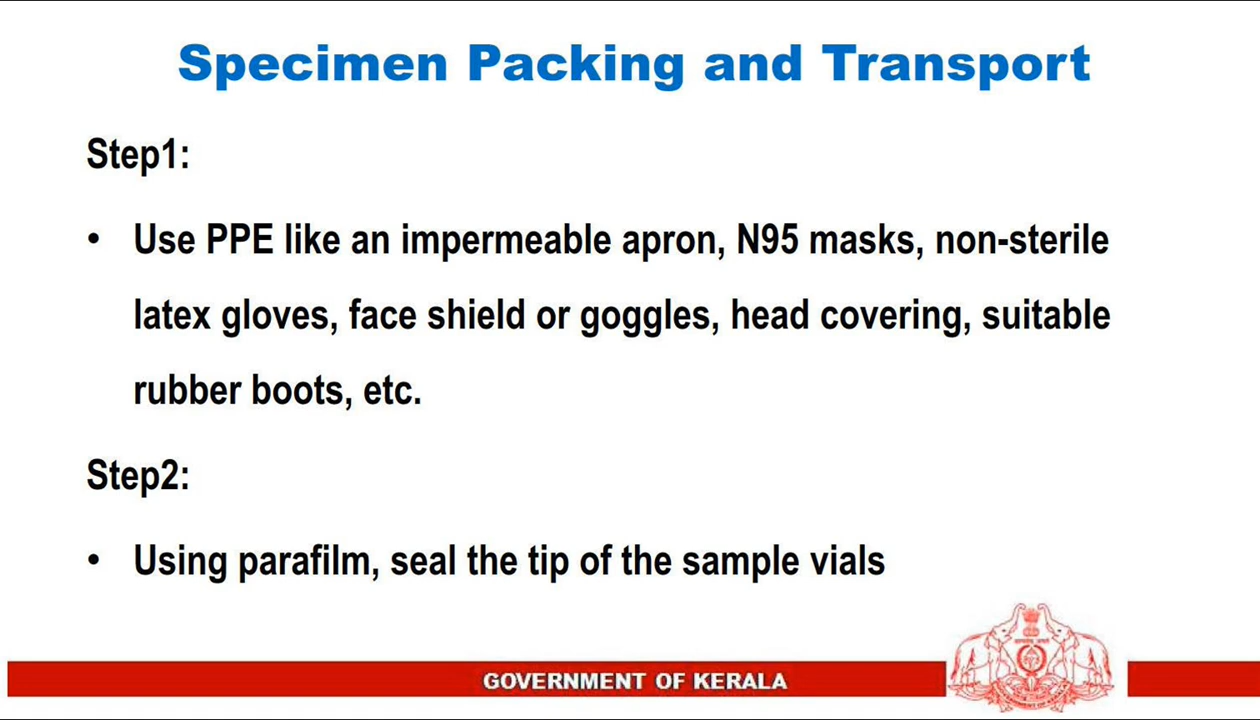 Specimen Packing and Transport
Step1:
• Use PPE like an impermeable apron, N95 masks, non-sterile
latex gloves, face shield or goggles, head covering, suitable
rubber boots, etc.
Step2:
• Using parafilm, seal the tip of the sample vials
GOVERNMENT OF KERALA